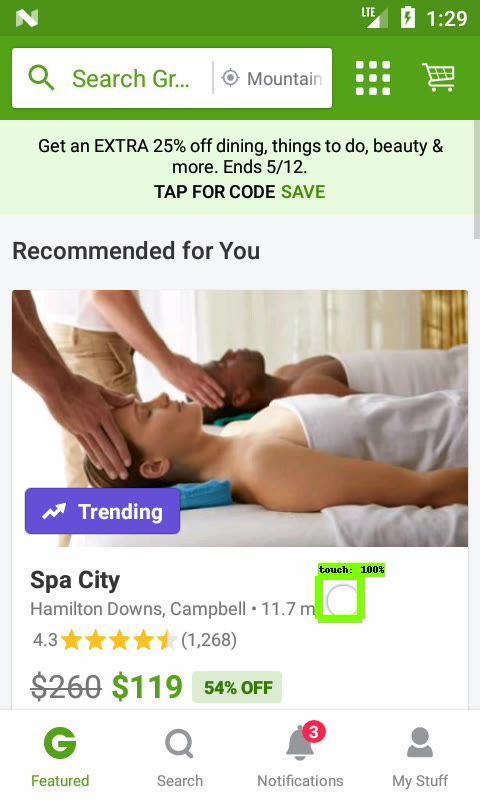 LTE 1:29
Search Gr... Mountain
Get an EXTRA 25% off dining, things to do, beauty &
more. Ends 5/12.
TAP FOR CODE SAVE
Recommended for You
Trending
touch: 100%
Spa City
Hamilton Downs, Campbell • 11.7 m
4.3 (1,268)
$260 $119 54% OFF
3
Featured Search Notifications My Stuff